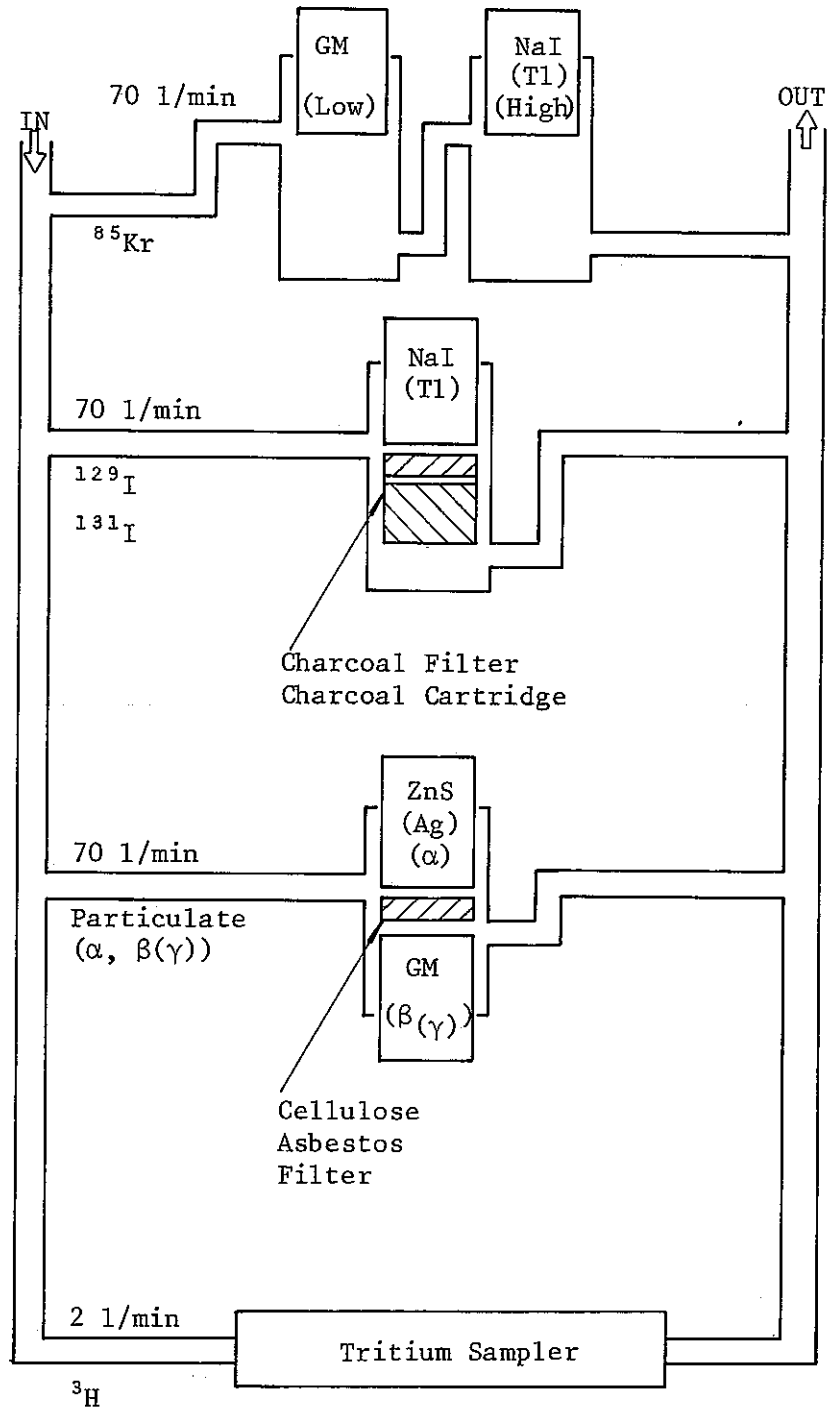 GM
(Low)
NaI
(Tl)
(High)
70 l/min
IN
OUT
⁸⁵Kr
NaI
(Tl)
70 l/min
¹²⁹I
¹³¹I
Charcoal Filter
Charcoal Cartridge
ZnS
(Ag)
(α)
70 l/min
Particulate
(α, β(γ))
GM
(β(γ))
Cellulose
Asbestos
Filter
2 l/min
Tritium Sampler
³H